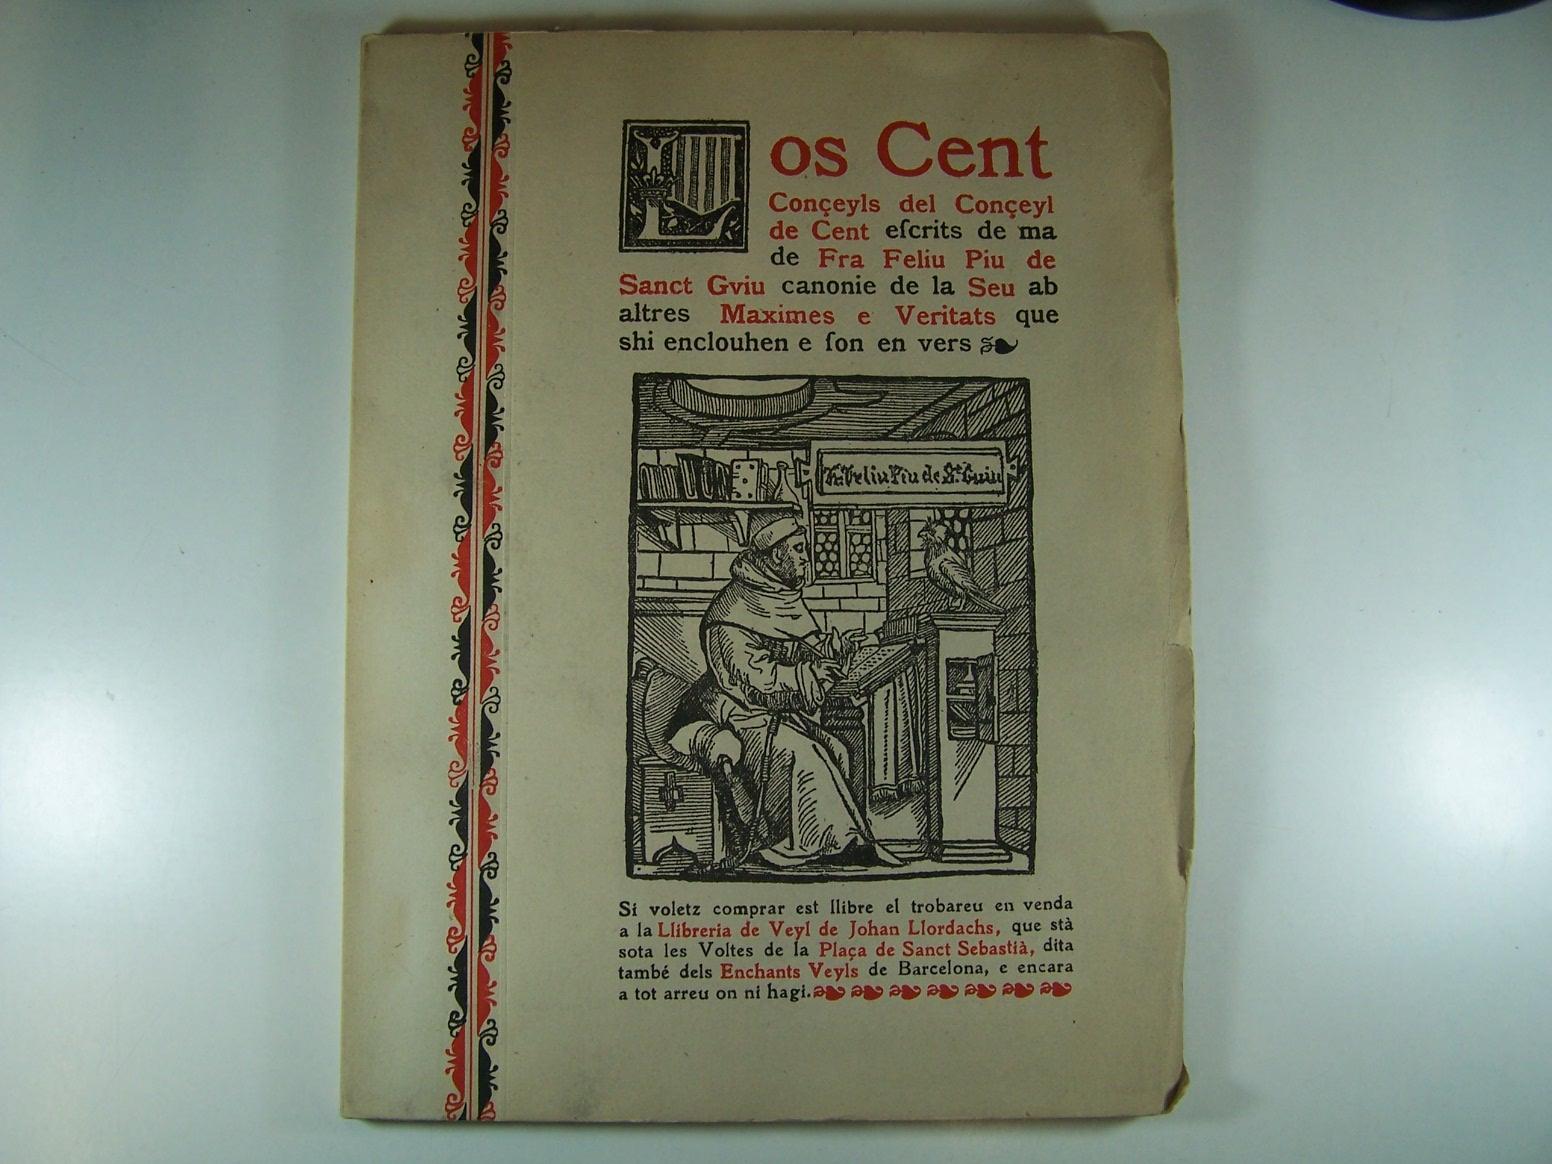 Los Cent
Conçeyls del Conçeyl
de Cent eſcrits de ma
de Fra Feliu Piu de
Sanct Gviu canonie de la Seu ab
altres Maximes e Veritats que
shi enclouhen e ſon en vers
Fra Feliu Piu de St Guiu
Si voletz comprar est llibre el trobareu en venda
a la Llibreria de Veyl de Johan Llordachs, que stà
sota les Voltes de la Plaça de Sanct Sebastià, dita
també dels Enchants Veyls de Barcelona, e encara
a tot arreu on ni hagi.